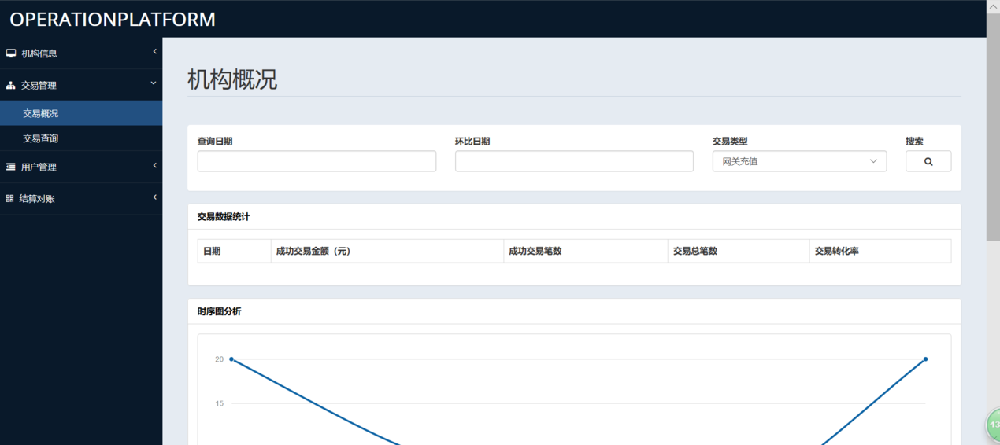 OPERATIONPLATFORM
机构信息
交易管理
交易概况
交易查询
用户管理
结算对账
机构概况
查询日期 环比日期 交易类型 搜索
网关充值
交易数据统计
日期 成功交易金额（元） 成功交易笔数 交易总笔数 交易转化率
时序图分析
20
15
43